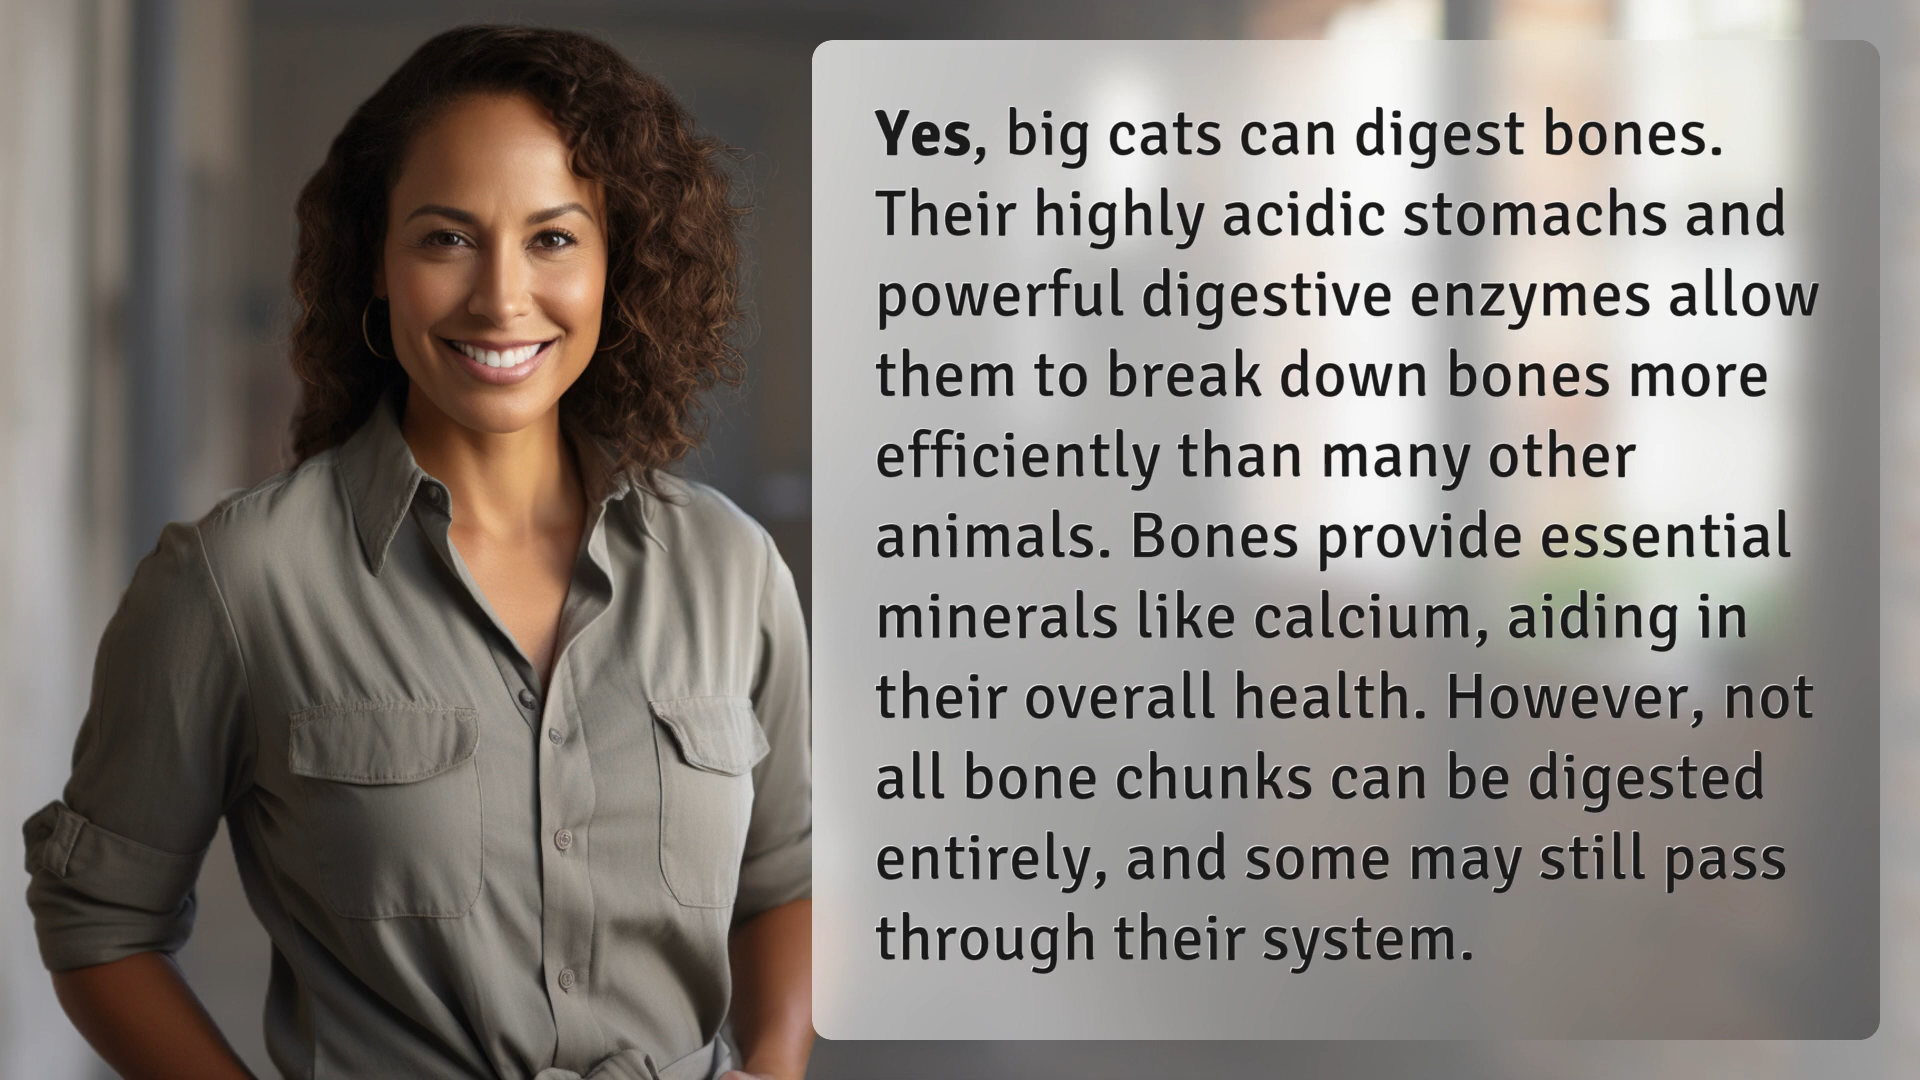 Yes, big cats can digest bones.
Their highly acidic stomachs and
powerful digestive enzymes allow
them to break down bones more
efficiently than many other
animals. Bones provide essential
minerals like calcium, aiding in
their overall health. However, not
all bone chunks can be digested
entirely, and some may still pass
through their system.